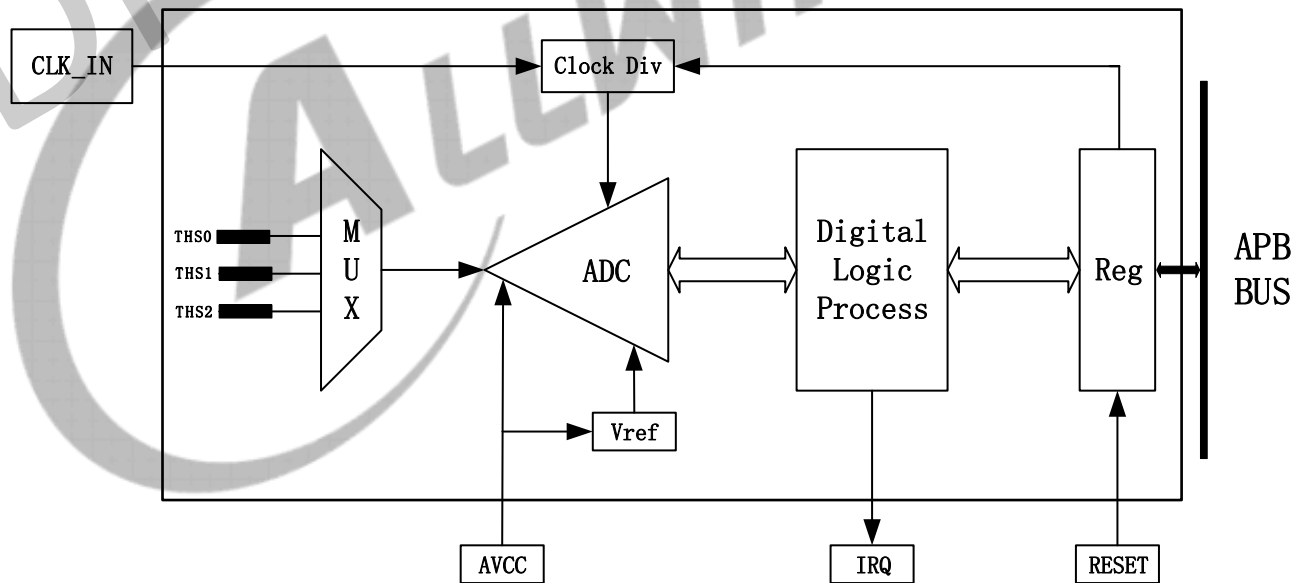 CLK_IN
Clock Div
THS0
THS1
THS2
M
U
X
ADC
Digital
Logic
Process
Reg
APB
BUS
Vref
AVCC
IRQ
RESET